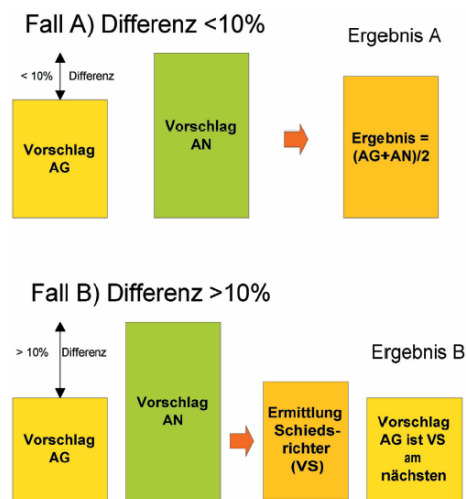 Fall A) Differenz <10%
Ergebnis A
< 10%
Differenz
Vorschlag
AG
Vorschlag
AN
Ergebnis =
(AG+AN)/2
Fall B) Differenz >10%
Ergebnis B
> 10%
Differenz
Vorschlag
AG
Vorschlag
AN
Ermittlung
Schieds-
richter
(VS)
Vorschlag
AG ist VS
am
nächsten